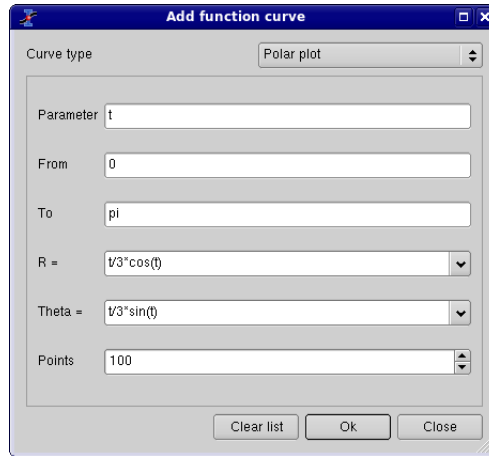 Add function curve
Curve type Polar plot
Parameter t
From 0
To pi
R = t/3*cos(t)
Theta = t/3*sin(t)
Points 100
Clear list Ok Close